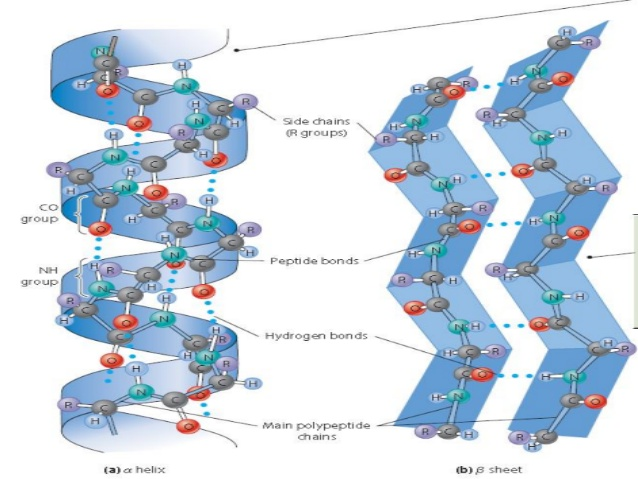 Side chains
(R groups)
CO
group
Peptide bonds
NH
group
Hydrogen bonds
Main polypeptide
chains
(a) α helix
(b) β sheet